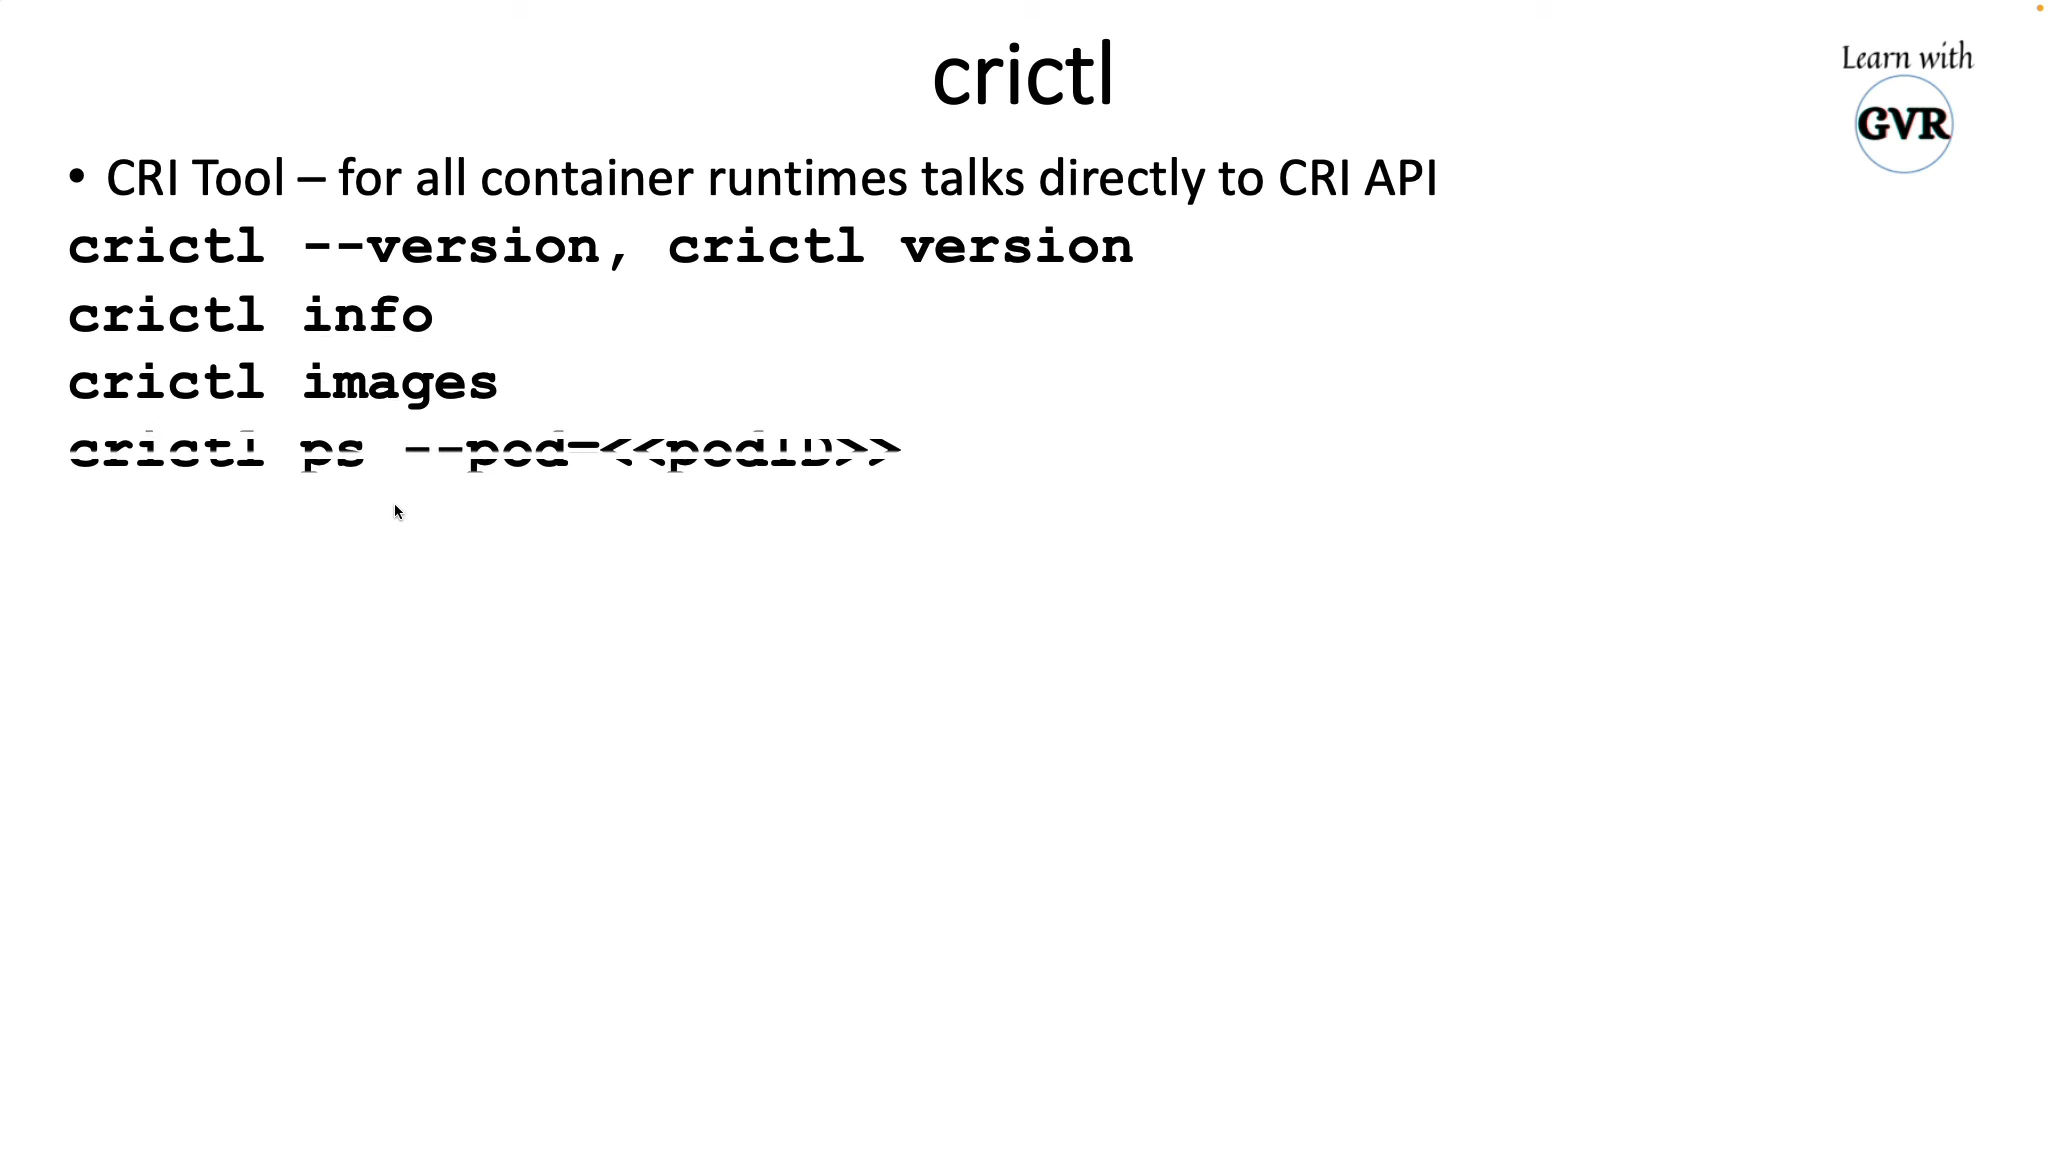 crictl
Learn with
GVR
• CRI Tool – for all container runtimes talks directly to CRI API
crictl --version, crictl version
crictl info
crictl images
crictl ps --pod=<<podID>>